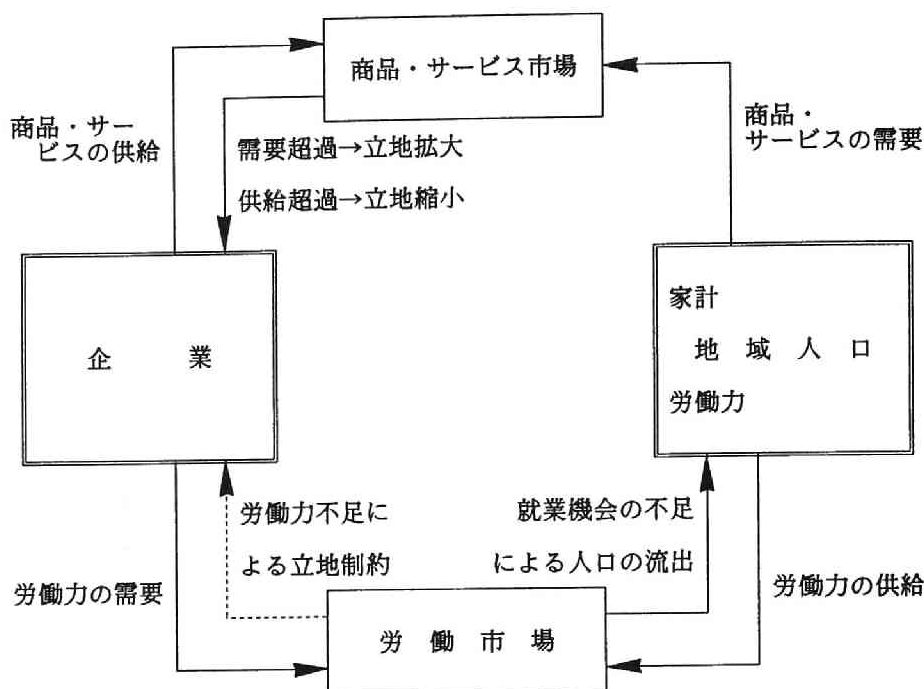 商品・サービス市場
商品・サー
ビスの供給
需要超過→立地拡大
供給超過→立地縮小
商品・
サービスの需要
企業
家計
地域人口
労働力
労働力不足に
よる立地制約
就業機会の不足
による人口の流出
労働力の需要
労働市場
労働力の供給